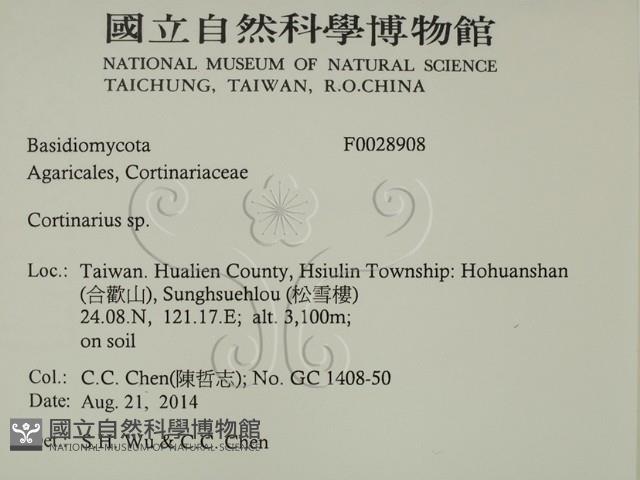 國立自然科學博物館
NATIONAL MUSEUM OF NATURAL SCIENCE
TAICHUNG, TAIWAN, R.O.CHINA
Basidiomycota F0028908
Agaricales, Cortinariaceae
Cortinarius sp.
Loc.: Taiwan. Hualien County, Hsiulin Township: Hohuanshan
(合歡山), Sunghsuehlou (松雪樓)
24.08.N, 121.17.E; alt. 3,100m;
on soil
Col.: C.C. Chen(陳哲志); No. GC 1408-50
Date: Aug. 21, 2014
國立自然科學博物館
S.H. Wu & C.C. Chen
NATIONAL MUSEUM OF NATURAL SCIENCE